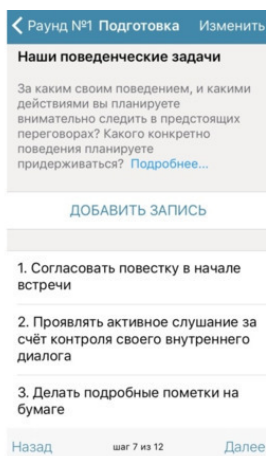 Раунд №1 Подготовка Изменить
Наши поведенческие задачи
За каким своим поведением, и какими
действиями вы планируете
внимательно следить в предстоящих
переговорах? Какого конкретно
поведения планируете
придерживаться? Подробнее...
ДОБАВИТЬ ЗАПИСЬ
1. Согласовать повестку в начале
встречи
2. Проявлять активное слушание за
счёт контроля своего внутреннего
диалога
3. Делать подробные пометки на
бумаге
Назад шаг 7 из 12 Далее